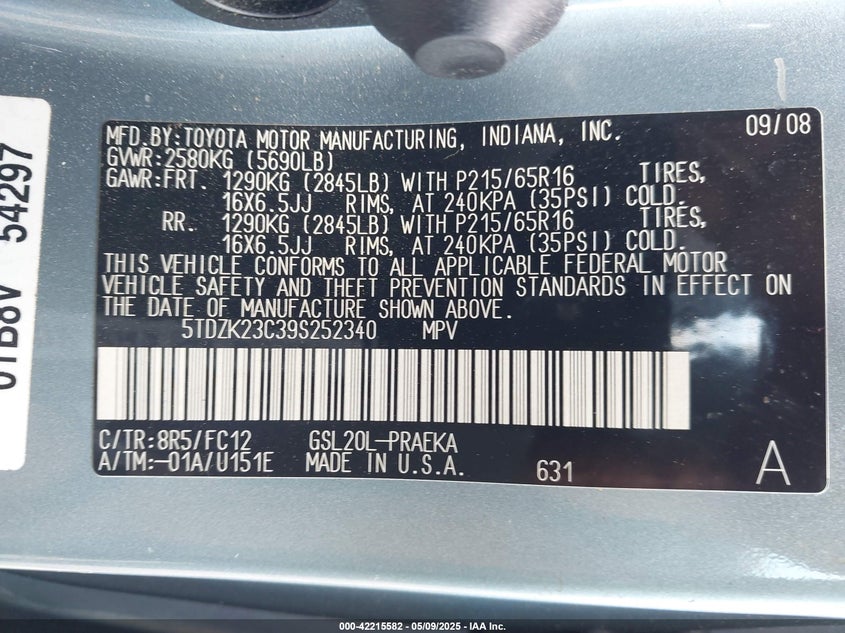 MFD.BY:TOYOTA MOTOR MANUFACTURING, INDIANA, INC. 09/08
GVWR:2580KG (5690LB)
GAWR:FRT. 1290KG (2845LB) WITH P215/65R16 TIRES,
16X6.5JJ RIMS, AT 240KPA (35PSI) COLD.
RR. 1290KG (2845LB) WITH P215/65R16 TIRES,
16X6.5JJ RIMS, AT 240KPA (35PSI) COLD.
THIS VEHICLE CONFORMS TO ALL APPLICABLE FEDERAL MOTOR
VEHICLE SAFETY AND THEFT PREVENTION STANDARDS IN EFFECT ON
THE DATE OF MANUFACTURE SHOWN ABOVE.
5TDZK23C39S252340 MPV
C/TR:8R5/FC12 GSL20L-PRAEKA
A/TM:-01A/U151E MADE IN U.S.A. 631 A
54297
000-42215582 - 05/09/2025 - IAA Inc.